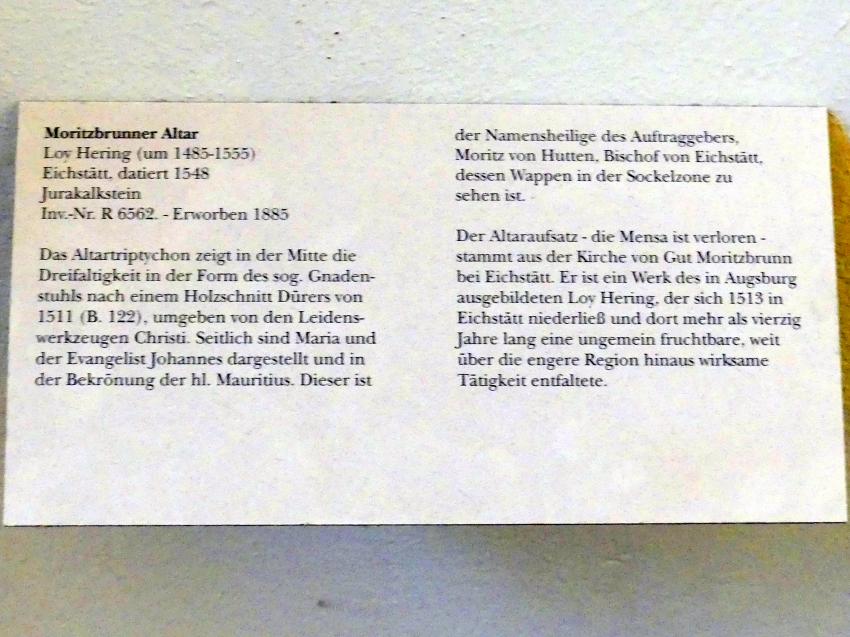 Moritzbrunner Altar
Loy Hering (um 1485-1555)
Eichstätt, datiert 1548
Jurakalkstein
Inv.-Nr. R 6562. - Erworben 1885
Das Altartriptychon zeigt in der Mitte die
Dreifaltigkeit in der Form des sog. Gnaden-
stuhls nach einem Holzschnitt Dürers von
1511 (B. 122), umgeben von den Leidens-
werkzeugen Christi. Seitlich sind Maria und
der Evangelist Johannes dargestellt und in
der Bekrönung der hl. Mauritius. Dieser ist
der Namensheilige des Auftraggebers,
Moritz von Hutten, Bischof von Eichstätt,
dessen Wappen in der Sockelzone zu
sehen ist.
Der Altaraufsatz - die Mensa ist verloren -
stammt aus der Kirche von Gut Moritzbrunn
bei Eichstätt. Er ist ein Werk des in Augsburg
ausgebildeten Loy Hering, der sich 1513 in
Eichstätt niederließ und dort mehr als vierzig
Jahre lang eine ungemein fruchtbare, weit
über die engere Region hinaus wirksame
Tätigkeit entfaltete.